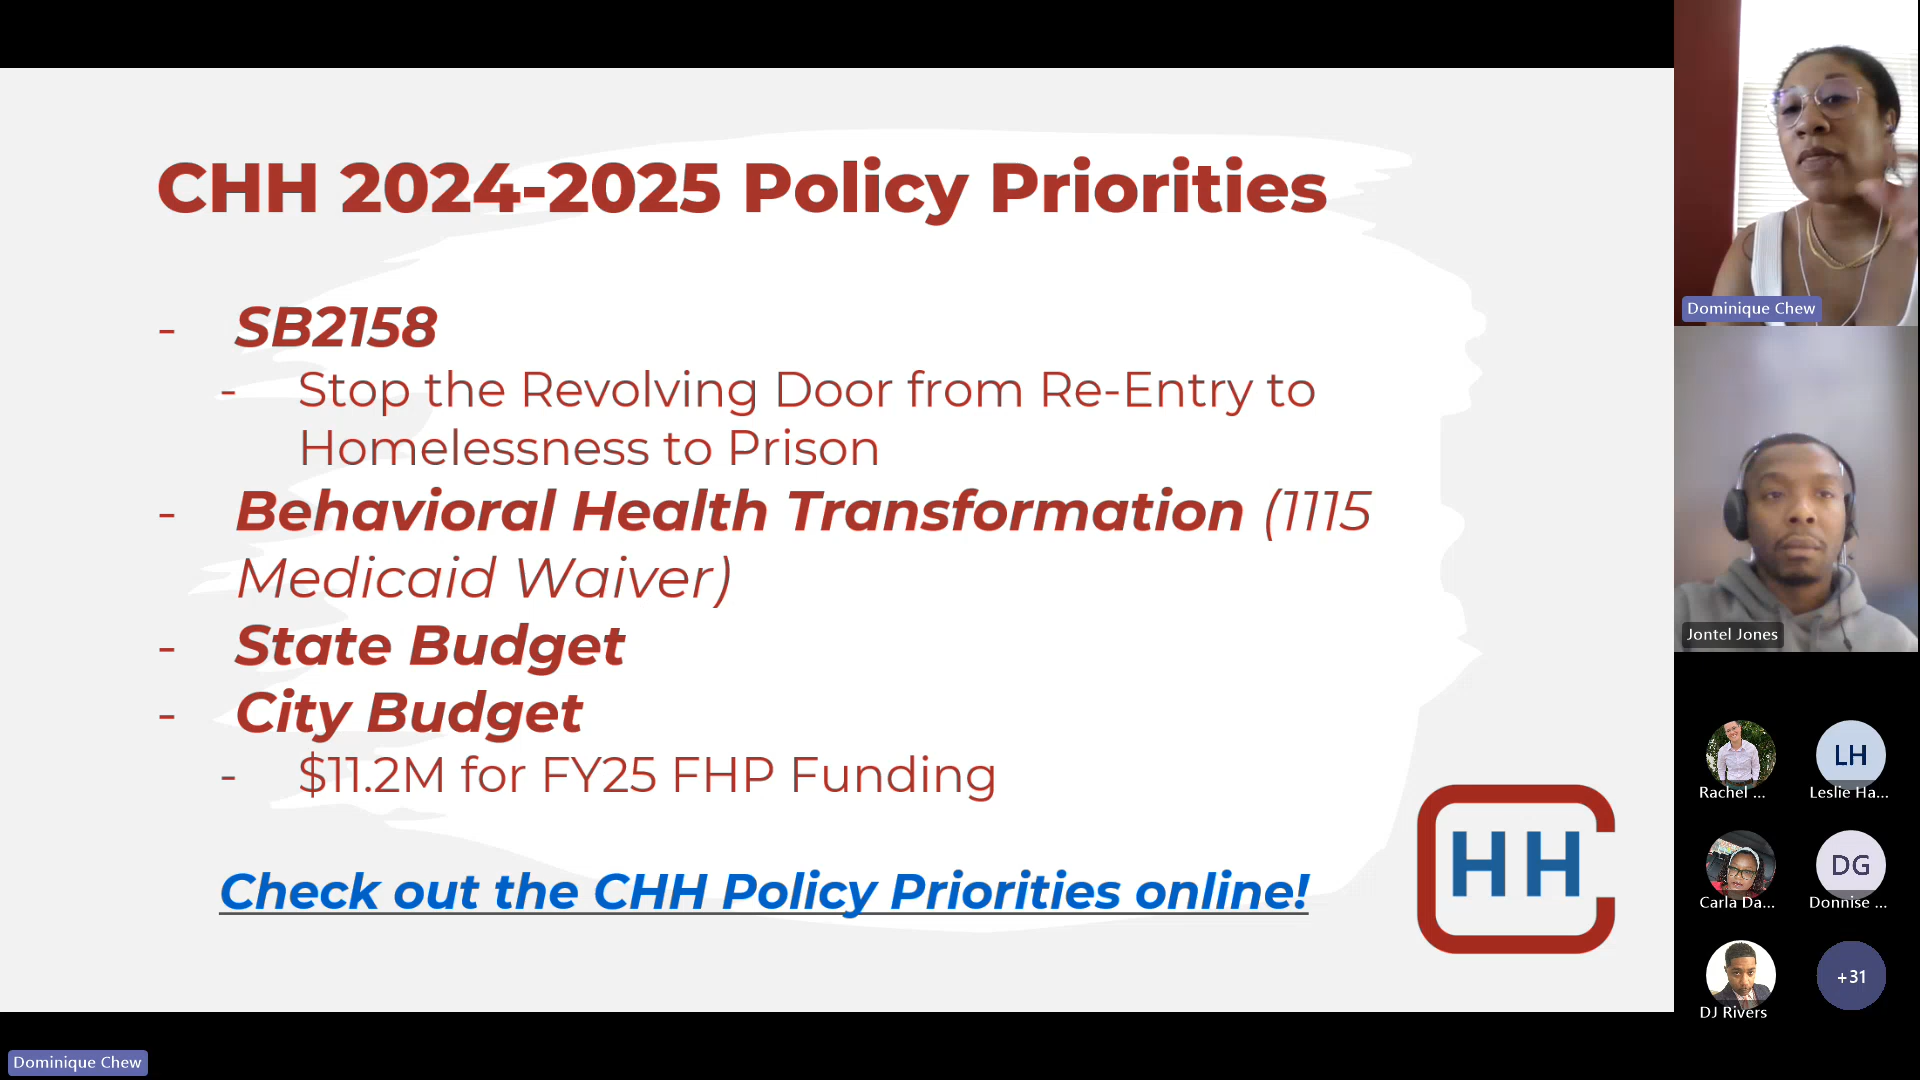 CHH 2024-2025 Policy Priorities
- SB2158
- Stop the Revolving Door from Re-Entry to
Homelessness to Prison
- Behavioral Health Transformation (1115
Medicaid Waiver)
- State Budget
- City Budget
- $11.2M for FY25 FHP Funding
Check out the CHH Policy Priorities online!
HH
Dominique Chew
Jontel Jones
Rachel ...
LH
Leslie Ha...
Carla Da...
DG
Donnise ...
DJ Rivers
+31
Dominique Chew